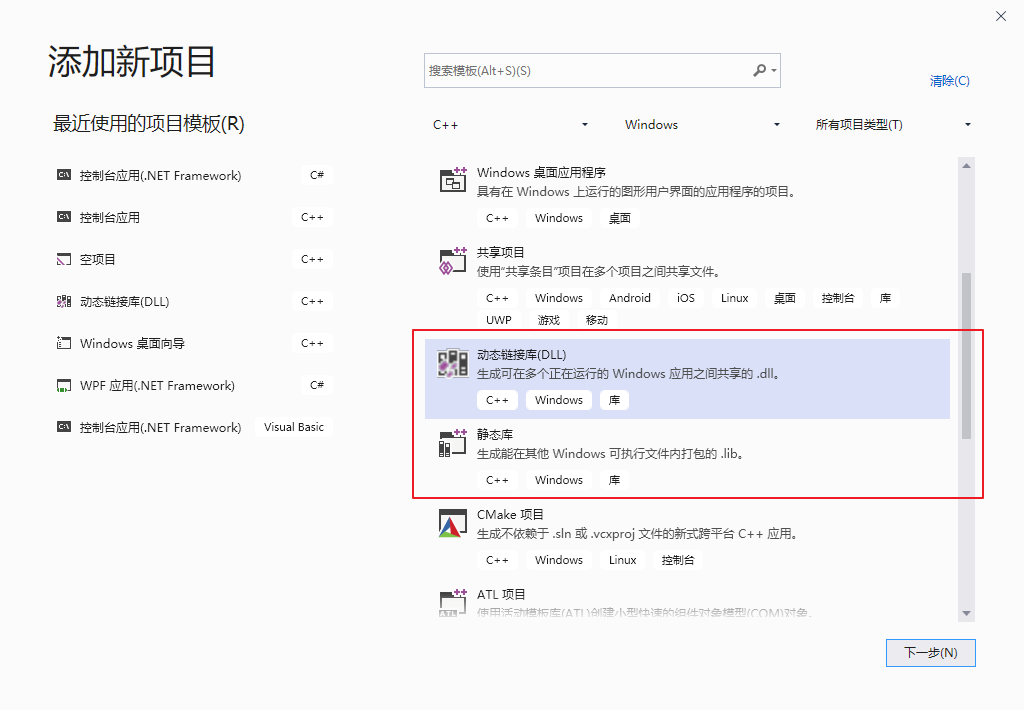 添加新项目
搜索模板(Alt+S)(S)
清除(C)
最近使用的项目模板(R)
控制台应用(.NET Framework) C#
控制台应用 C++
空项目 C++
动态链接库(DLL) C++
Windows 桌面向导 C++
WPF 应用(.NET Framework) C#
控制台应用(.NET Framework) Visual Basic
C++ Windows 所有项目类型(T)
Windows 桌面应用程序
具有在 Windows 上运行的图形用户界面的应用程序的项目。
C++ Windows 桌面
共享项目
使用“共享条目”项目在多个项目之间共享文件。
C++ Windows Android iOS Linux 桌面 控制台 库
UWP 游戏 移动
动态链接库(DLL)
生成可在多个正在运行的 Windows 应用之间共享的 .dll。
C++ Windows 库
静态库
生成能在其他 Windows 可执行文件内打包的 .lib。
C++ Windows 库
CMake 项目
生成不依赖于 .sln 或 .vcxproj 文件的新式跨平台 C++ 应用。
C++ Windows Linux 控制台
ATL 项目
使用活动模板库(ATL)创建小型快速的组件对象模型(COM)对象。
下一步(N)